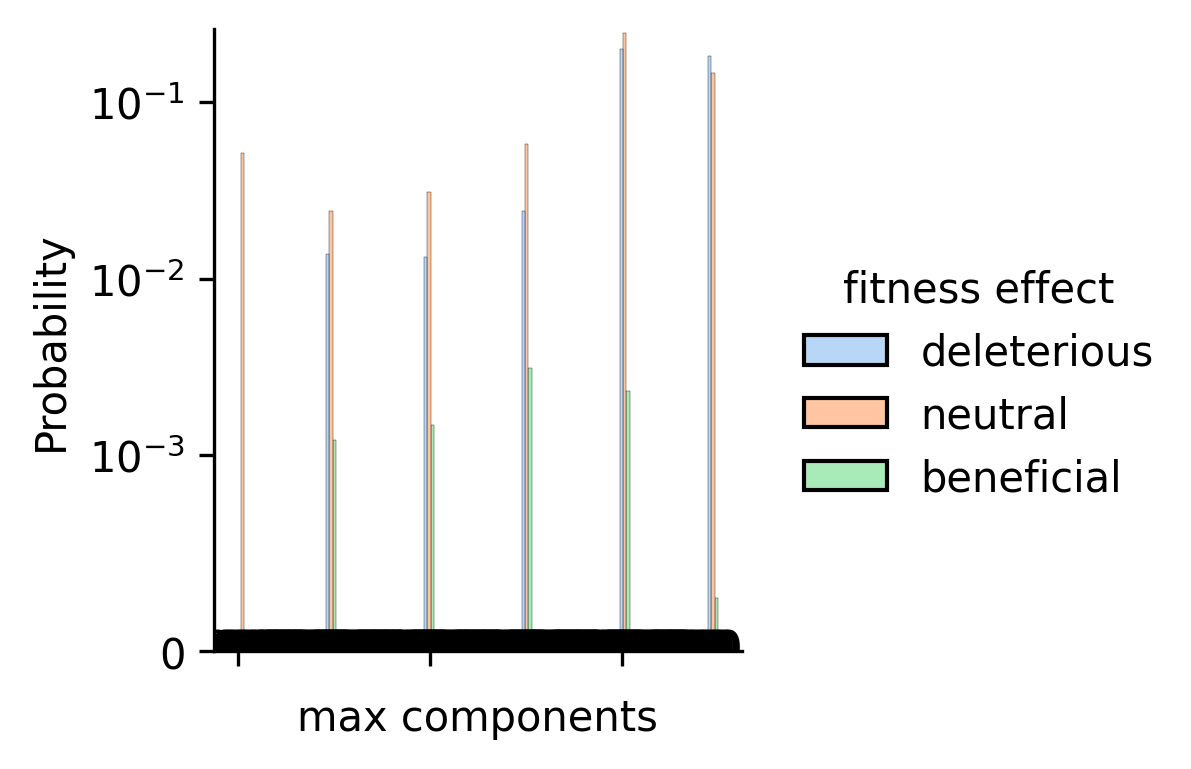 Probability
10⁻¹
10⁻²
10⁻³
0
max components
fitness effect
deleterious
neutral
beneficial